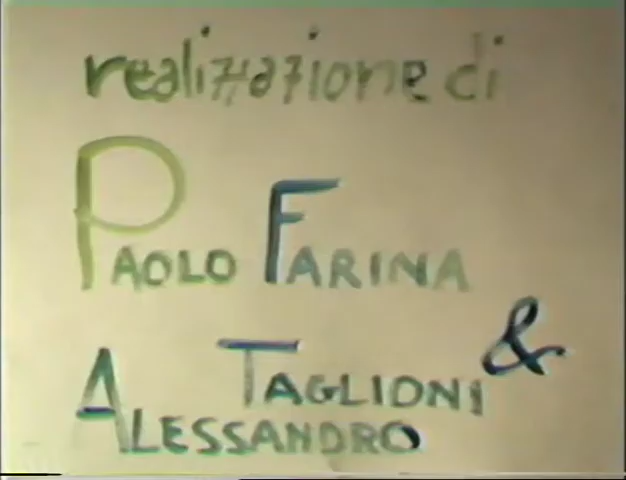 realizzazione di
PAOLO FARINA
&
TAGLIONI
ALESSANDRO